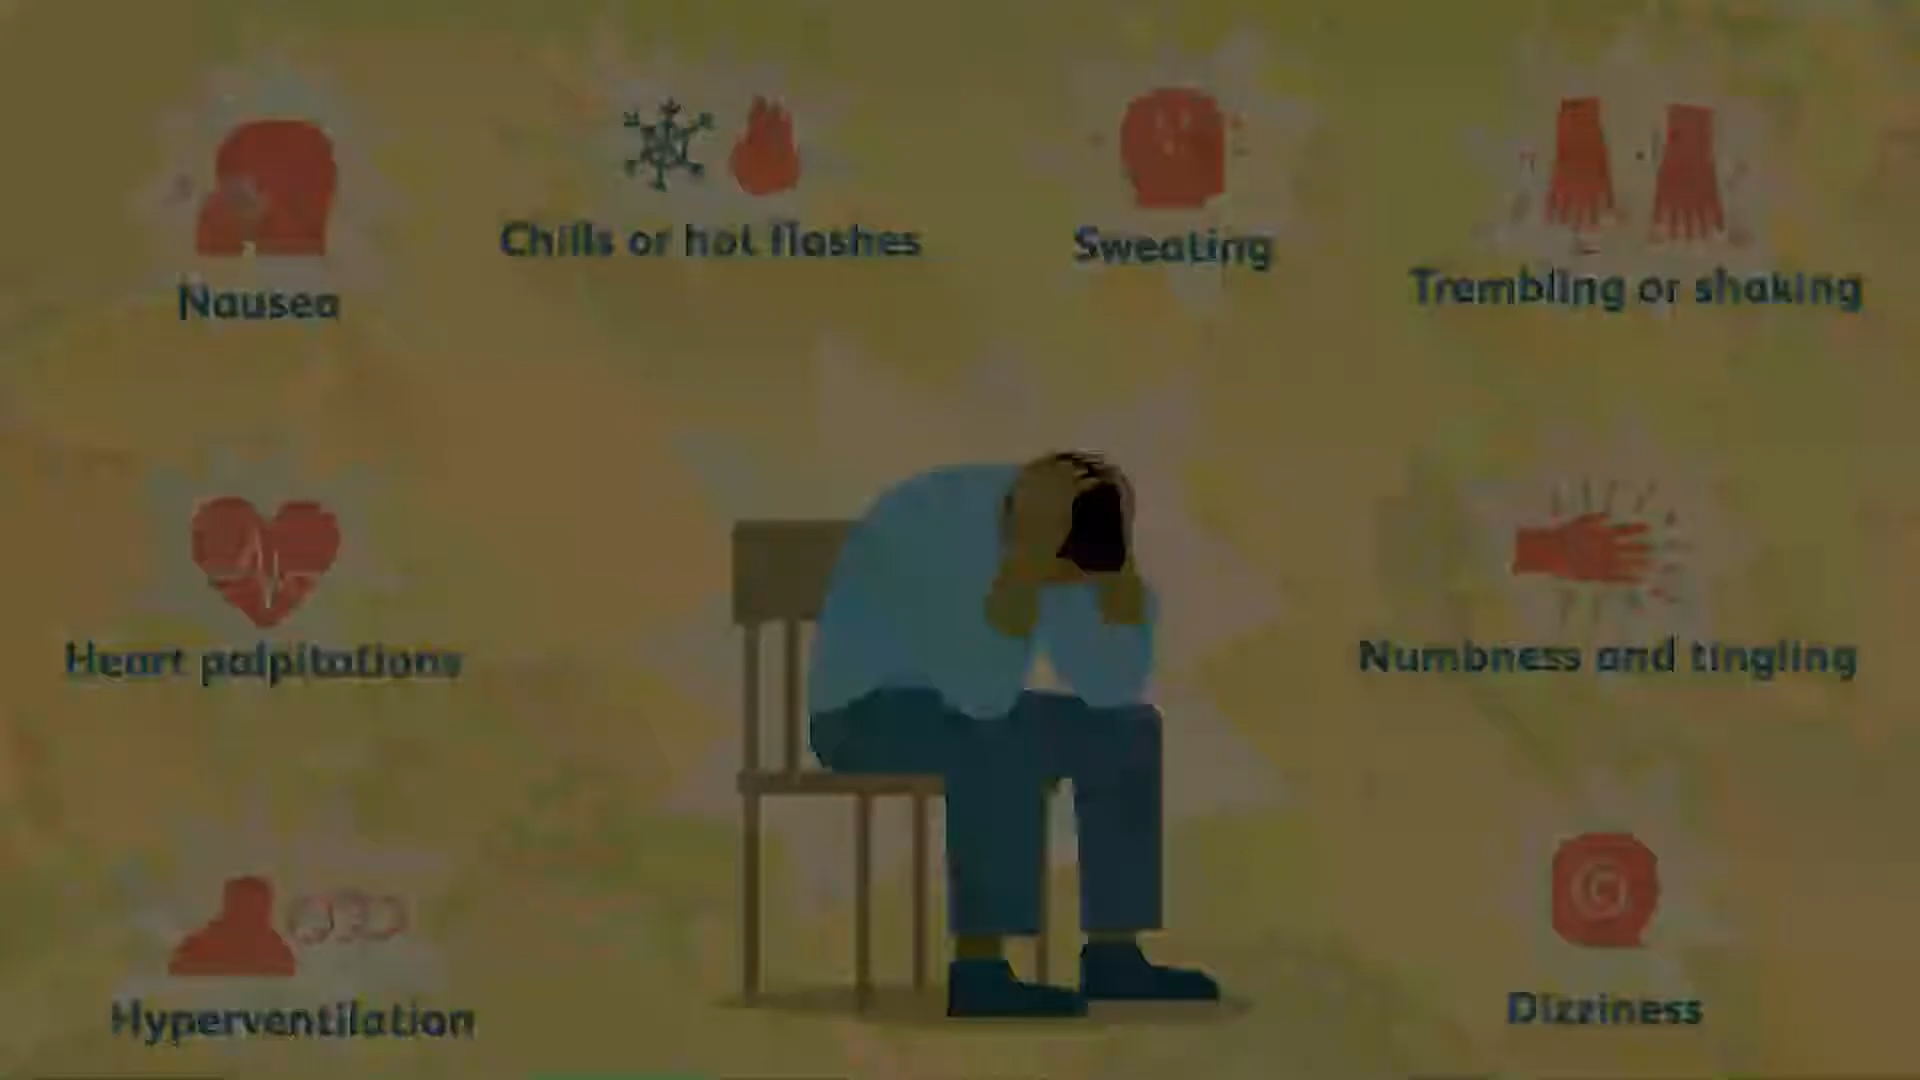 Chills or hot flashes
Sweating
Trembling or shaking
Nausea
Heart palpitations
Numbness and tingling
Hyperventilation
Dizziness